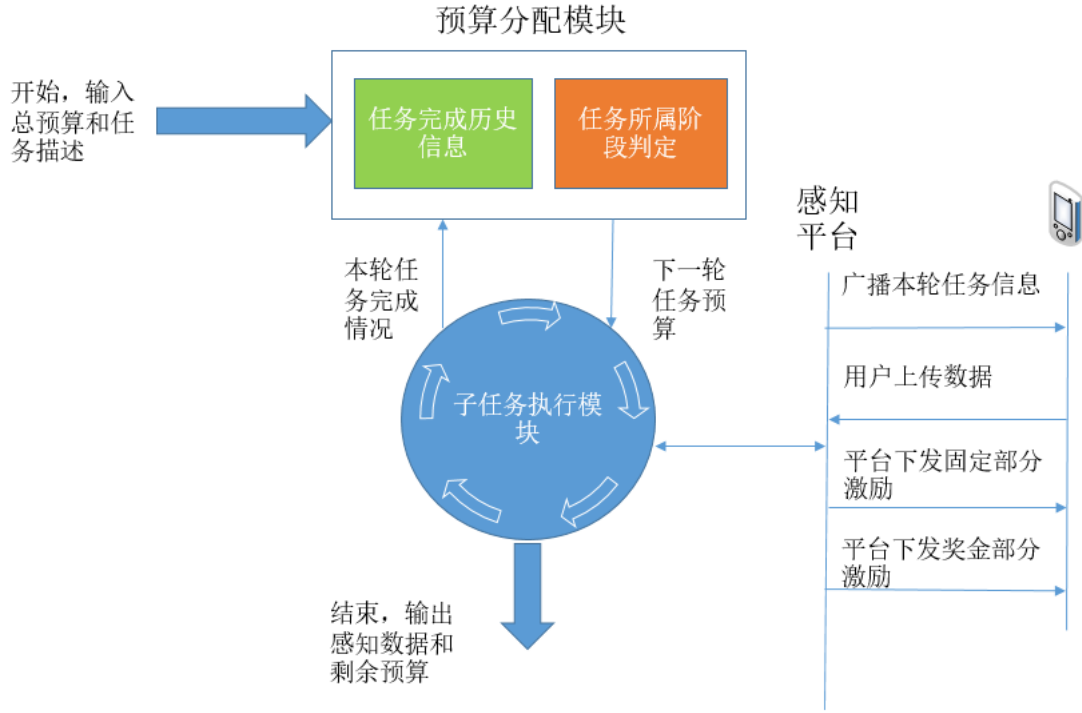 预算分配模块
开始，输入
总预算和任
务描述
任务完成历史
信息
任务所属阶
段判定
感知
平台
本轮任
务完成
情况
下一轮
任务预
算
广播本轮任务信息
用户上传数据
子任务执行模
块
平台下发固定部分
激励
平台下发奖金部分
激励
结束，输出
感知数据和
剩余预算